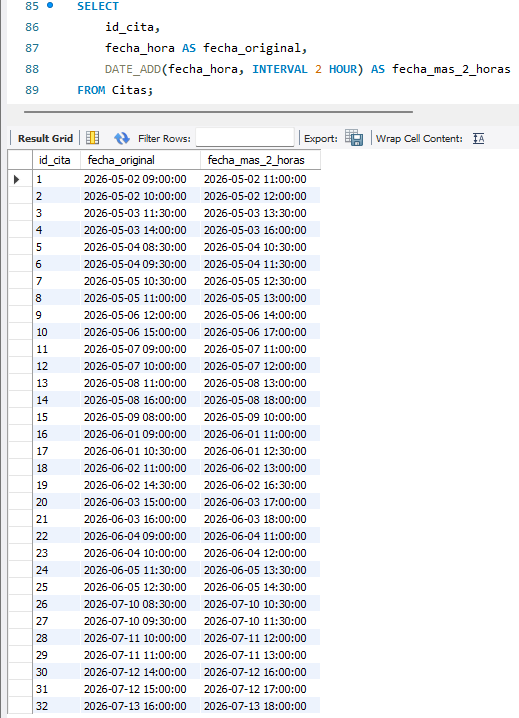 85 SELECT
86 id_cita,
87 fecha_hora AS fecha_original,
88 DATE_ADD(fecha_hora, INTERVAL 2 HOUR) AS fecha_mas_2_horas
89 FROM Citas;
Result Grid Filter Rows: Export: Wrap Cell Content:
id_cita fecha_original fecha_mas_2_horas
1 2026-05-02 09:00:00 2026-05-02 11:00:00
2 2026-05-02 10:00:00 2026-05-02 12:00:00
3 2026-05-03 11:30:00 2026-05-03 13:30:00
4 2026-05-03 14:00:00 2026-05-03 16:00:00
5 2026-05-04 08:30:00 2026-05-04 10:30:00
6 2026-05-04 09:30:00 2026-05-04 11:30:00
7 2026-05-05 10:30:00 2026-05-05 12:30:00
8 2026-05-05 11:00:00 2026-05-05 13:00:00
9 2026-05-06 12:00:00 2026-05-06 14:00:00
10 2026-05-06 15:00:00 2026-05-06 17:00:00
11 2026-05-07 09:00:00 2026-05-07 11:00:00
12 2026-05-07 10:00:00 2026-05-07 12:00:00
13 2026-05-08 11:00:00 2026-05-08 13:00:00
14 2026-05-08 16:00:00 2026-05-08 18:00:00
15 2026-05-09 08:00:00 2026-05-09 10:00:00
16 2026-06-01 09:00:00 2026-06-01 11:00:00
17 2026-06-01 10:30:00 2026-06-01 12:30:00
18 2026-06-02 11:00:00 2026-06-02 13:00:00
19 2026-06-02 14:30:00 2026-06-02 16:30:00
20 2026-06-03 15:00:00 2026-06-03 17:00:00
21 2026-06-03 16:00:00 2026-06-03 18:00:00
22 2026-06-04 09:00:00 2026-06-04 11:00:00
23 2026-06-04 10:00:00 2026-06-04 12:00:00
24 2026-06-05 11:30:00 2026-06-05 13:30:00
25 2026-06-05 12:30:00 2026-06-05 14:30:00
26 2026-07-10 08:30:00 2026-07-10 10:30:00
27 2026-07-10 09:30:00 2026-07-10 11:30:00
28 2026-07-11 10:00:00 2026-07-11 12:00:00
29 2026-07-11 11:00:00 2026-07-11 13:00:00
30 2026-07-12 14:00:00 2026-07-12 16:00:00
31 2026-07-12 15:00:00 2026-07-12 17:00:00
32 2026-07-13 16:00:00 2026-07-13 18:00:00